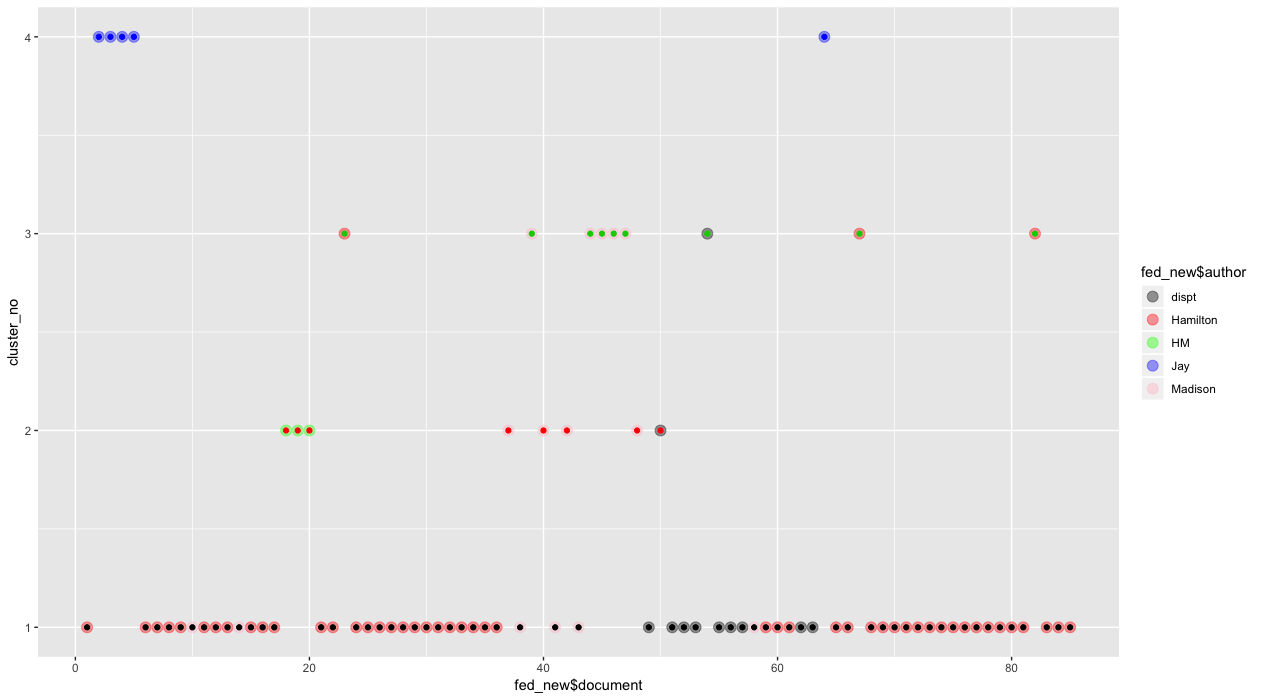 4
3
2
1
cluster_no
0 20 40 60 80
fed_new$document
fed_new$author
dispt
Hamilton
HM
Jay
Madison